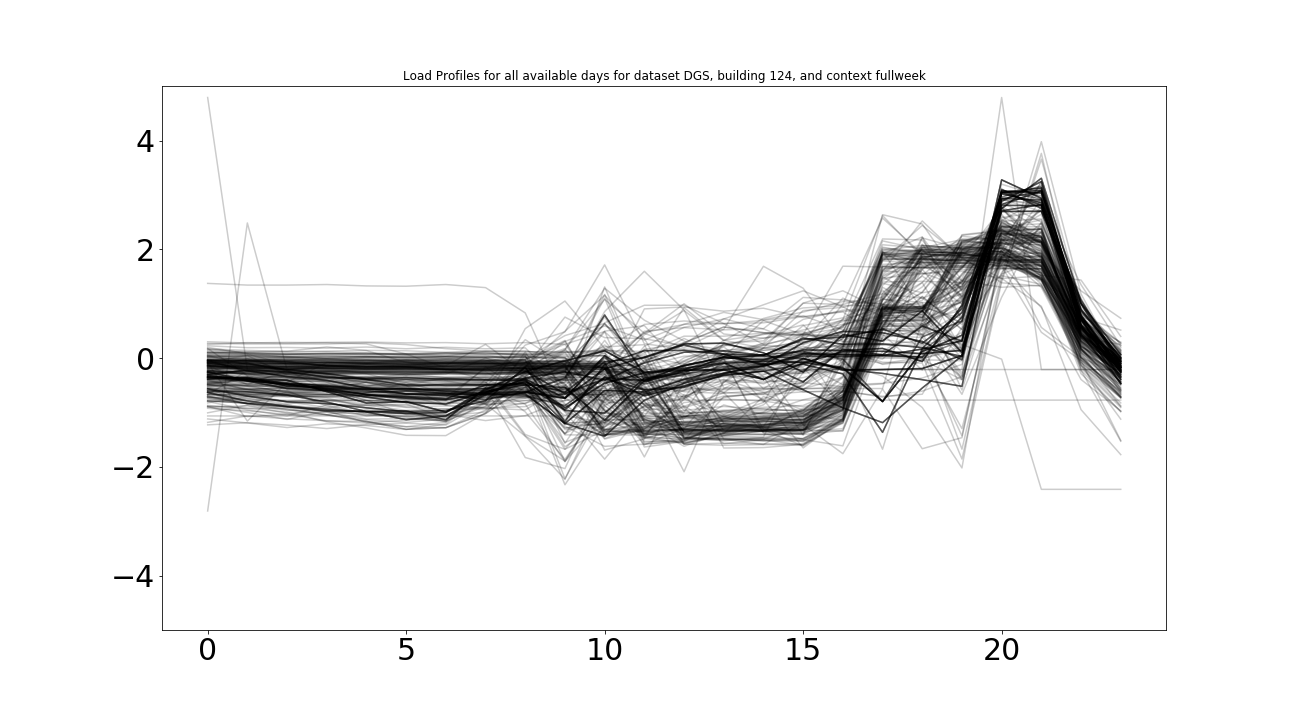 Load Profiles for all available days for dataset DGS, building 124, and context fullweek
4
2
0
−2
−4
0 5 10 15 20